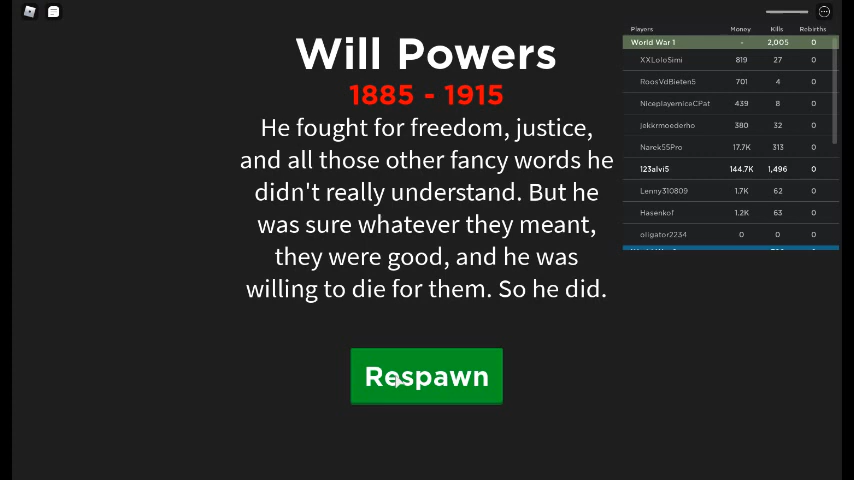 Will Powers
1885 - 1915
He fought for freedom, justice,
and all those other fancy words he
didn't really understand. But he
was sure whatever they meant,
they were good, and he was
willing to die for them. So he did.
Respawn
Players Money Kills Rebirths
World War 1 - 2,005 0
XXLoloSimi 819 27 0
RoosVdBieten5 701 4 0
NiceplayerniceCPat 439 8 0
jekkrmoederho 380 32 0
Narek55Pro 17.7K 313 0
123alvi5 144.7K 1,496 0
Lenny310809 1.7K 62 0
Hasenkof 1.2K 63 0
oligator2234 0 0 0